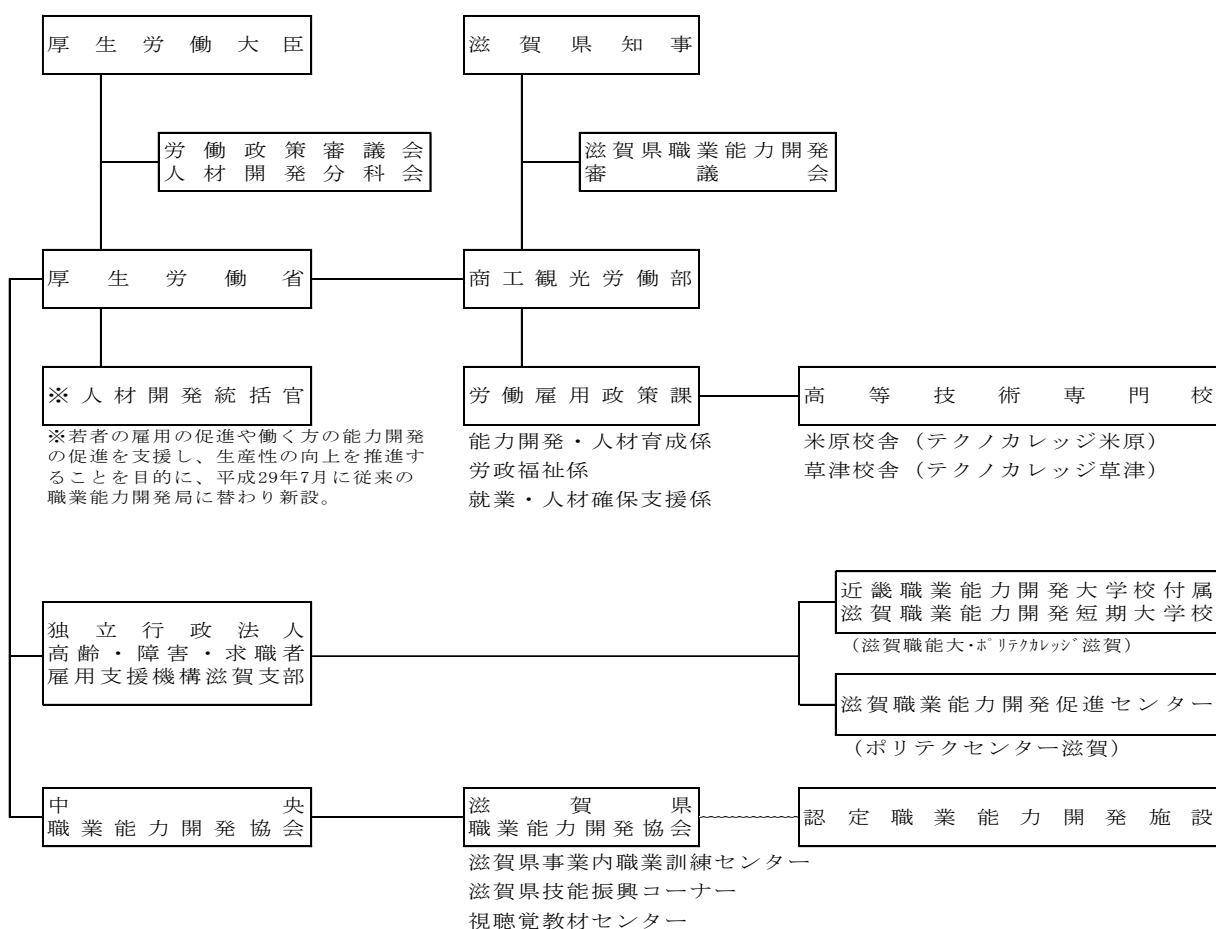 厚生労働大臣
滋賀県知事
労働政策審議会
人材開発分科会
滋賀県職業能力開発
審議会
厚生労働省
商工観光労働部
※人材開発統括官
労働雇用政策課
高等技術専門校
※若者の雇用の促進や働く方の能力開発
の促進を支援し、生産性の向上を推進す
ることを目的に、平成29年7月に従来の
職業能力開発局に替わり新設。
能力開発・人材育成係
労政福祉係
就業・人材確保支援係
米原校舎（テクノカレッジ米原）
草津校舎（テクノカレッジ草津）
独立行政法人
高齢・障害・求職者
雇用支援機構滋賀支部
近畿職業能力開発大学校付属
滋賀職業能力開発短期大学校
（滋賀職能大・ﾎﾟﾘﾃｸｶﾚｯｼﾞ滋賀）
滋賀職業能力開発促進センター
（ポリテクセンター滋賀）
中央
職業能力開発協会
滋賀県
職業能力開発協会
認定職業能力開発施設
滋賀県事業内職業訓練センター
滋賀県技能振興コーナー
視聴覚教材センター